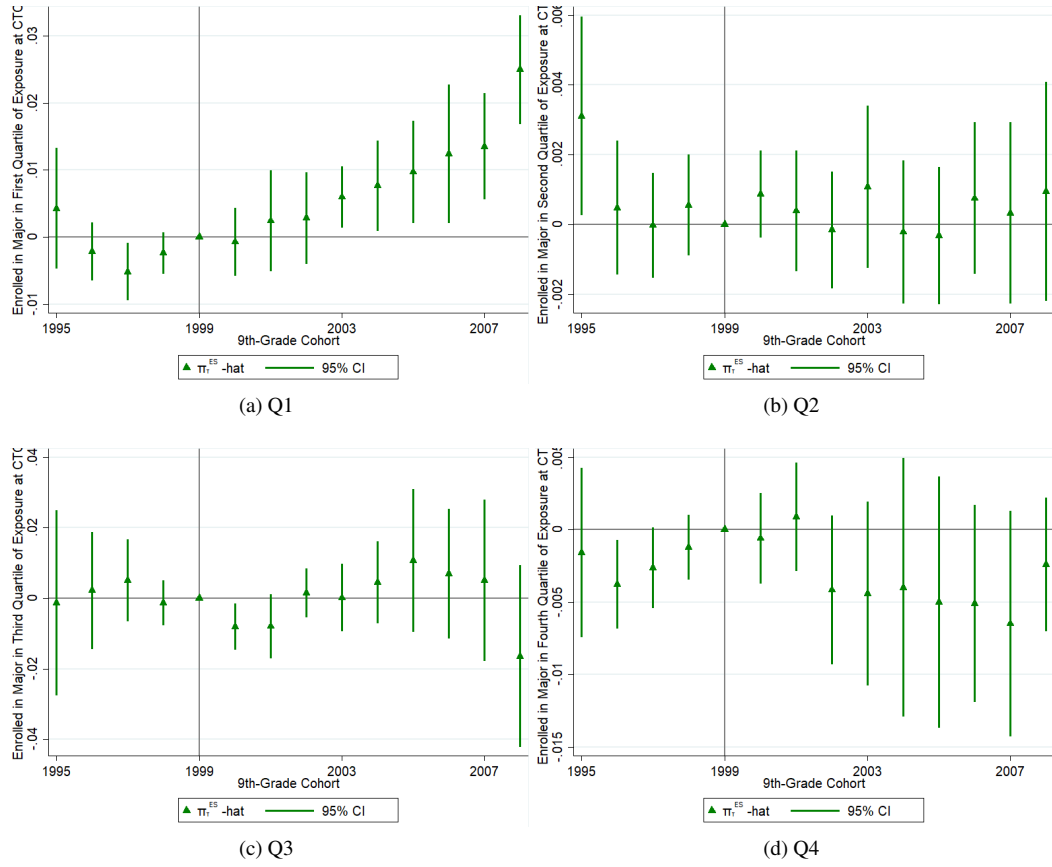 Enrolled in Major in First Quartile of Exposure at CTC
.03
.02
.01
0
-.01
1995
1999
2003
2007
9th-Grade Cohort
π_τ^ES -hat
95% CI
(a) Q1
Enrolled in Major in Second Quartile of Exposure at CT
.006
.004
.002
0
-.002
1995
1999
2003
2007
9th-Grade Cohort
π_τ^ES -hat
95% CI
(b) Q2
Enrolled in Major in Third Quartile of Exposure at CTC
.04
.02
0
-.02
-.04
1995
1999
2003
2007
9th-Grade Cohort
π_τ^ES -hat
95% CI
(c) Q3
Enrolled in Major in Fourth Quartile of Exposure at CT
.005
0
-.005
-.01
-.015
1995
1999
2003
2007
9th-Grade Cohort
π_τ^ES -hat
95% CI
(d) Q4